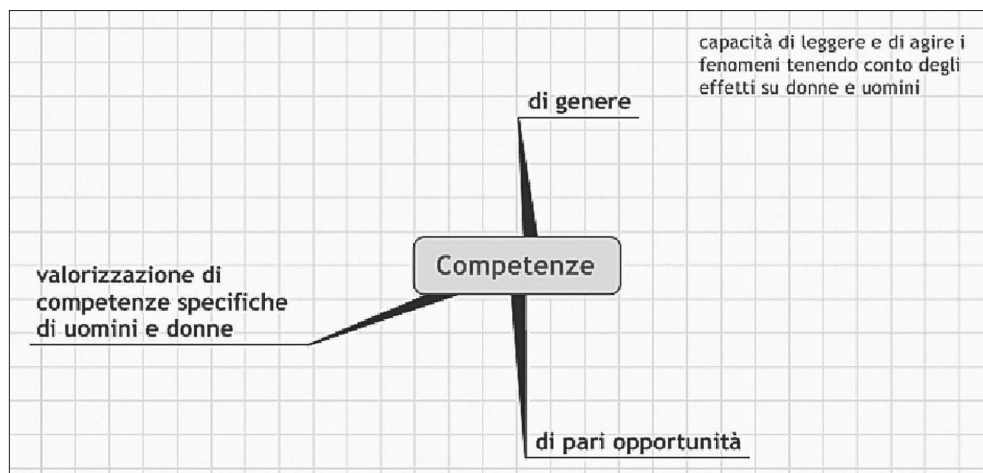 capacità di leggere e di agire i
fenomeni tenendo conto degli
effetti su donne e uomini
di genere
Competenze
valorizzazione di
competenze specifiche
di uomini e donne
di pari opportunità